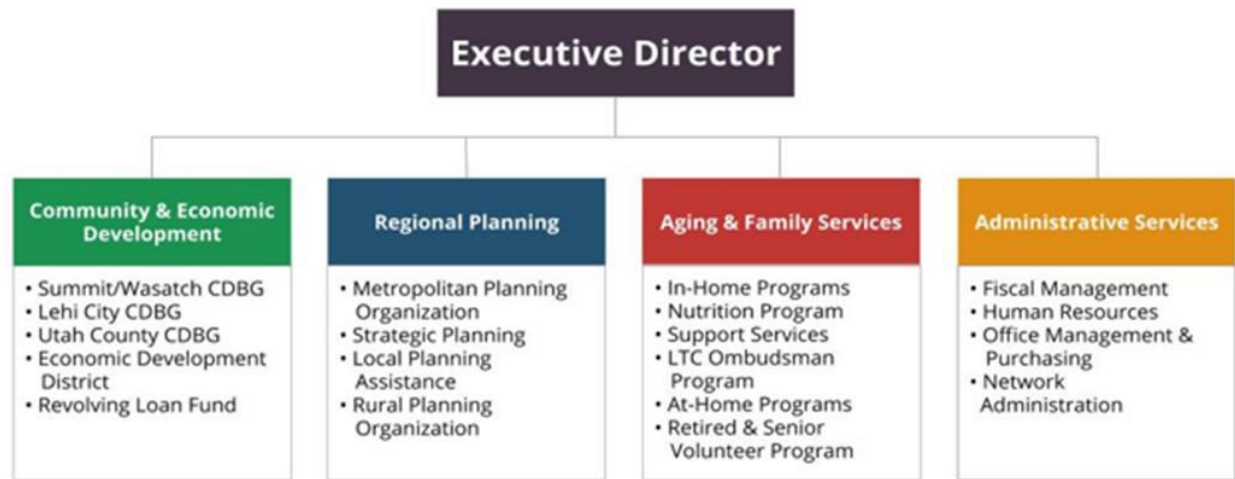 Executive Director
Community & Economic
Development
• Summit/Wasatch CDBG
• Lehi City CDBG
• Utah County CDBG
• Economic Development
District
• Revolving Loan Fund
Regional Planning
• Metropolitan Planning
Organization
• Strategic Planning
• Local Planning
Assistance
• Rural Planning
Organization
Aging & Family Services
• In-Home Programs
• Nutrition Program
• Support Services
• LTC Ombudsman
Program
• At-Home Programs
• Retired & Senior
Volunteer Program
Administrative Services
• Fiscal Management
• Human Resources
• Office Management &
Purchasing
• Network
Administration